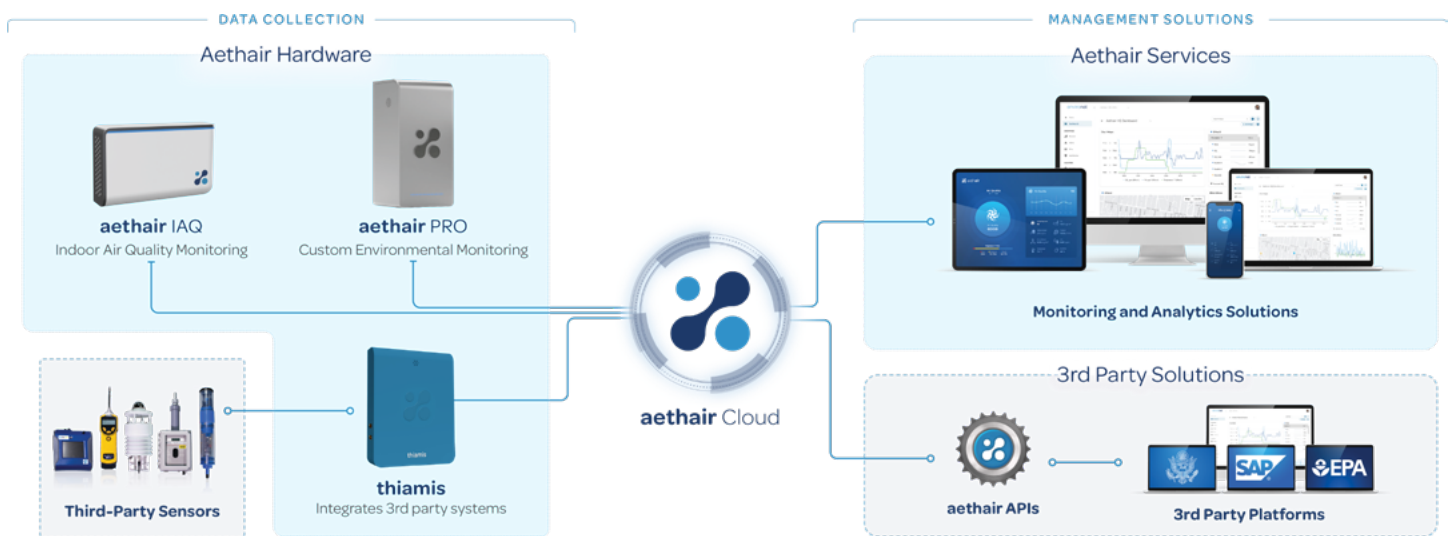 DATA COLLECTION
Aethair Hardware
aethair IAQ
Indoor Air Quality Monitoring
aethair PRO
Custom Environmental Monitoring
Third-Party Sensors
thiamis
thiamis
Integrates 3rd party systems
aethair Cloud
MANAGEMENT SOLUTIONS
Aethair Services
Monitoring and Analytics Solutions
3rd Party Solutions
aethair APIs
SAP
EPA
3rd Party Platforms